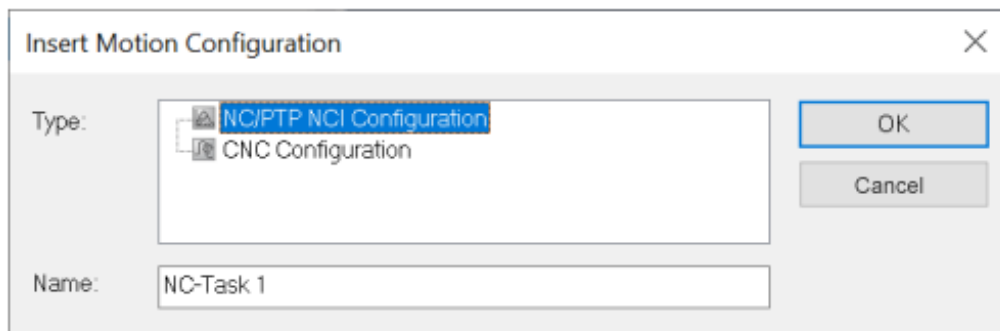 Insert Motion Configuration
Type:
NC/PTP NCI Configuration
CNC Configuration
OK
Cancel
Name:
NC-Task 1